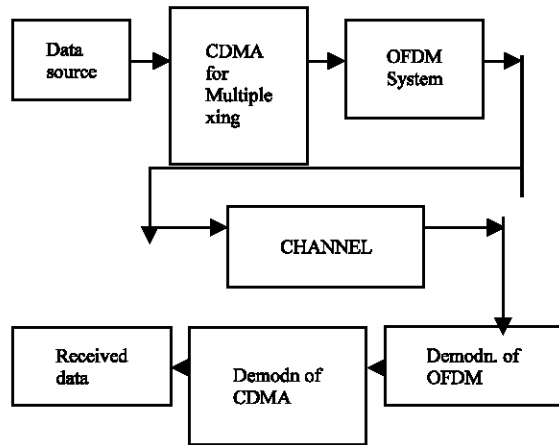 Data
source
CDMA
for
Multiple
xing
OFDM
System
CHANNEL
Received
data
Demodn of
CDMA
Demodn. of
OFDM